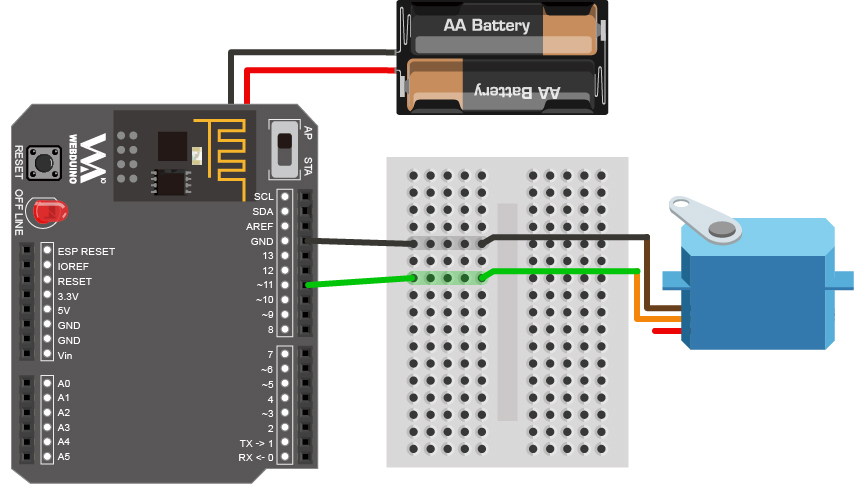 AA Battery
AA Battery
WEBDUINO
AP
STA
RESET
OFF LINE
SCL
SDA
AREF
GND
13
12
~11
~10
~9
8
ESP RESET
IOREF
RESET
3.3V
5V
GND
GND
Vin
7
~6
~5
4
~3
2
TX -> 1
RX <- 0
A0
A1
A2
A3
A4
A5